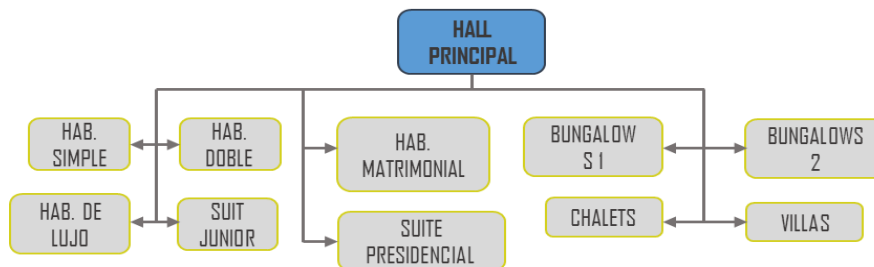 HALL
PRINCIPAL
HAB.
SIMPLE
HAB.
DOBLE
HAB.
MATRIMONIAL
BUNGALOW
S 1
BUNGALOWS
2
HAB. DE
LUJO
SUIT
JUNIOR
SUITE
PRESIDENCIAL
CHALETS
VILLAS